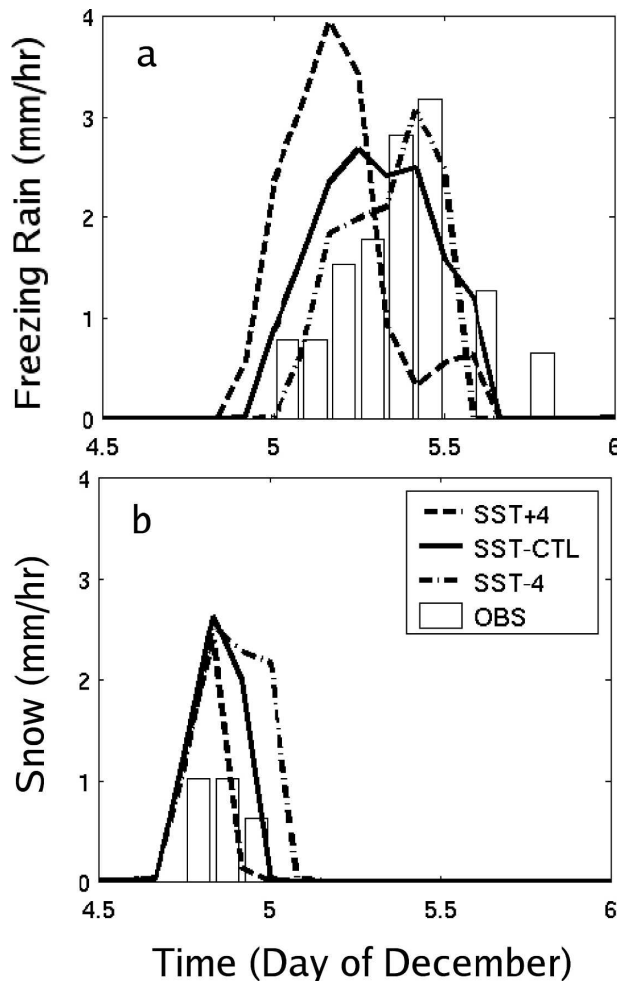 4
a
3
2
1
0
Freezing Rain (mm/hr)
4.5 5 5.5 6
4
b
3
2
1
0
Snow (mm/hr)
SST+4
SST-CTL
SST-4
OBS
4.5 5 5.5 6
Time (Day of December)